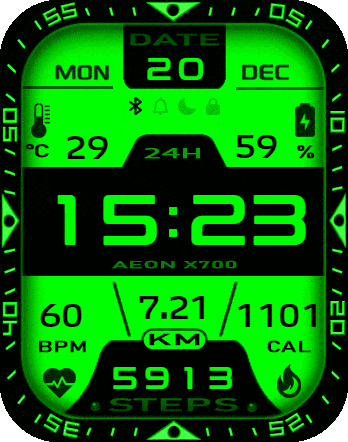 55 05
DATE
MON 20 DEC
°C 29 24H 59 %
50 10
15:23
AEON X700
40 20
60 7.21 1101
BPM KM CAL
5913
STEPS
35 25